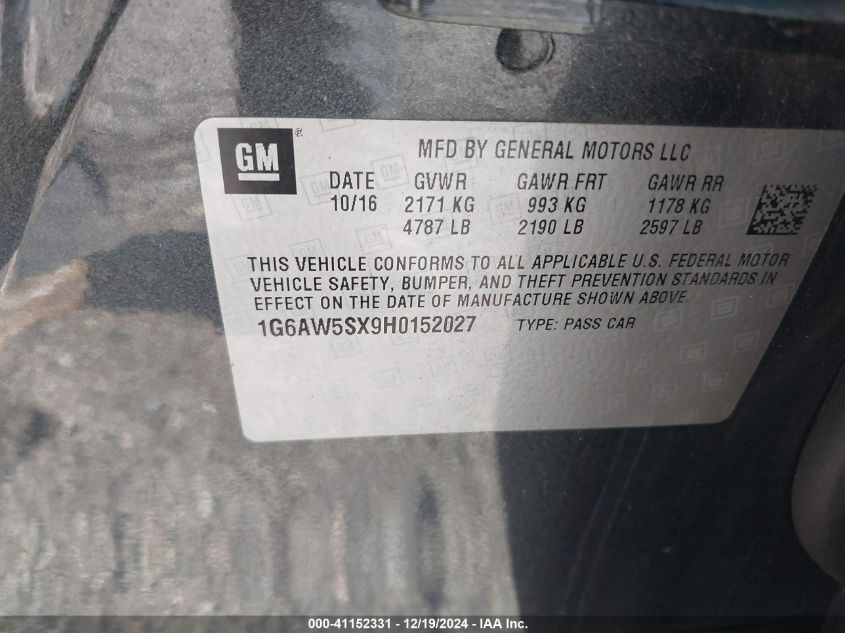 GM ®
MFD BY GENERAL MOTORS LLC
DATE GVWR GAWR FRT GAWR RR
10/16 2171 KG 993 KG 1178 KG
4787 LB 2190 LB 2597 LB
THIS VEHICLE CONFORMS TO ALL APPLICABLE U.S. FEDERAL MOTOR
VEHICLE SAFETY, BUMPER, AND THEFT PREVENTION STANDARDS IN
EFFECT ON THE DATE OF MANUFACTURE SHOWN ABOVE
1G6AW5SX9H0152027 TYPE: PASS CAR
000-41152331 - 12/19/2024 - IAA Inc.